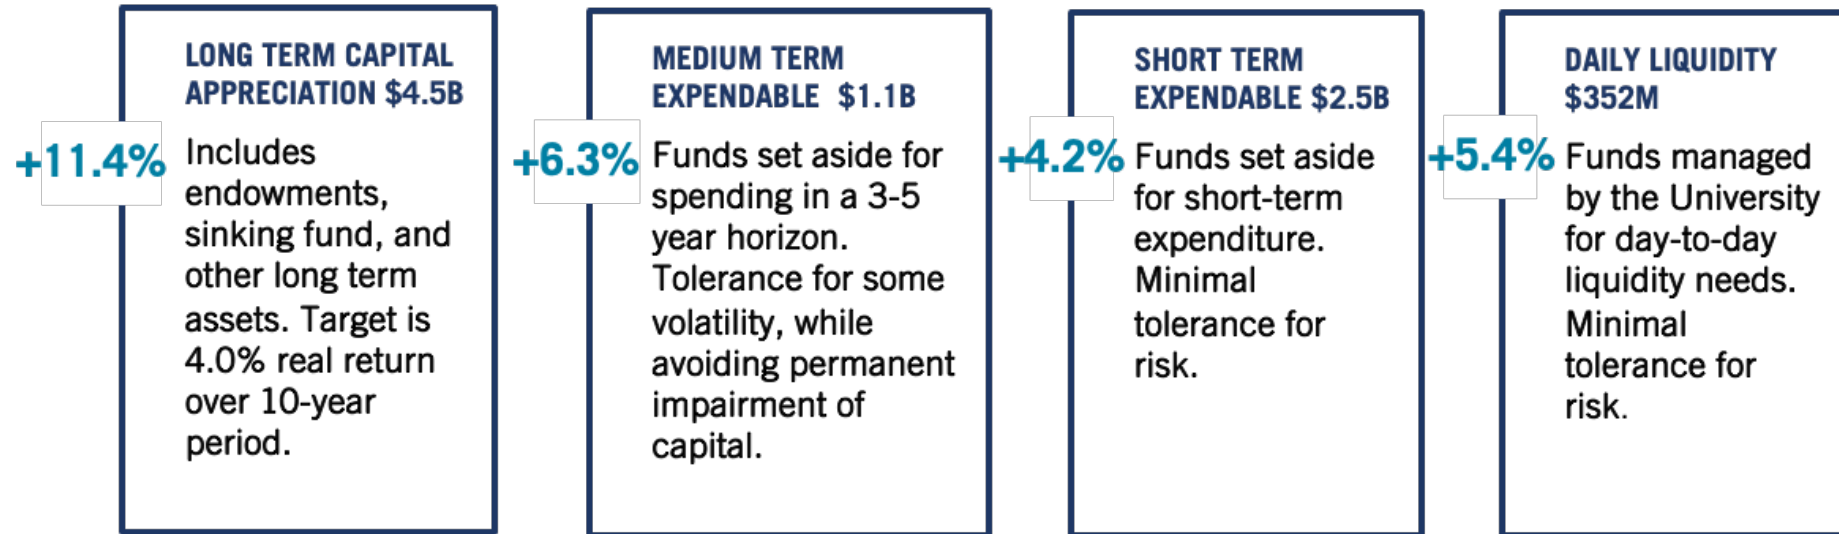 LONG TERM CAPITAL
APPRECIATION $4.5B
+11.4%
Includes
endowments,
sinking fund, and
other long term
assets. Target is
4.0% real return
over 10-year
period.
MEDIUM TERM
EXPENDABLE $1.1B
+6.3%
Funds set aside for
spending in a 3-5
year horizon.
Tolerance for some
volatility, while
avoiding permanent
impairment of
capital.
SHORT TERM
EXPENDABLE $2.5B
+4.2%
Funds set aside
for short-term
expenditure.
Minimal
tolerance for
risk.
DAILY LIQUIDITY
$352M
+5.4%
Funds managed
by the University
for day-to-day
liquidity needs.
Minimal
tolerance for
risk.